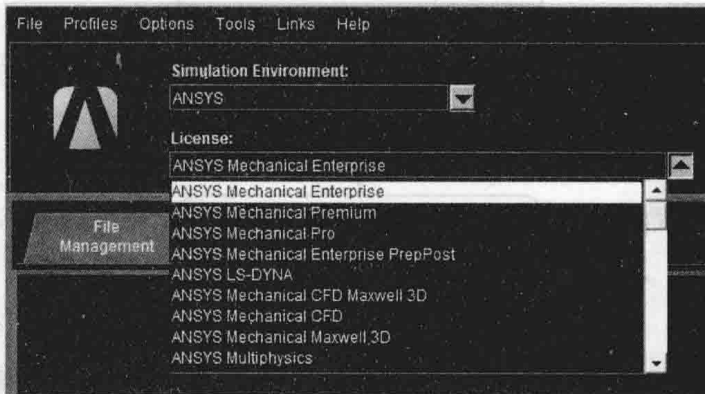 File Profiles Options Tools Links Help
Simulation Environment:
ANSYS
License:
ANSYS Mechanical Enterprise
ANSYS Mechanical Enterprise
ANSYS Mechanical Premium
ANSYS Mechanical Pro
ANSYS Mechanical Enterprise PrepPost
ANSYS LS-DYNA
ANSYS Mechanical CFD Maxwell 3D
ANSYS Mechanical CFD
ANSYS Mechanical Maxwell 3D
ANSYS Multiphysics
File
Management